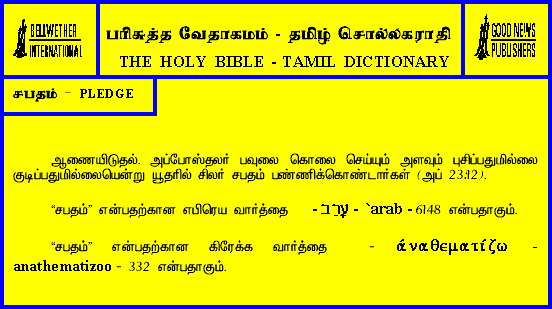 BELLWETHER
INTERNATIONAL
பரிசுத்த வேதாகமம் - தமிழ் சொல்லகராதி
THE HOLY BIBLE - TAMIL DICTIONARY
GOOD NEWS
PUBLISHERS
சபதம் - PLEDGE
ஆணையிடுதல். அப்போஸ்தலர் பவுலை கொலை செய்யும் அளவும் புசிப்பதுமில்லை
குடிப்பதுமில்லையென்று யூதரில் சிலர் சபதம் பண்ணிக்கொண்டார்கள் (அப் 23:12).
“சபதம்” என்பதற்கான எபிரெய வார்த்தை - ערב - `arab - 6148 என்பதாகும்.
“சபதம்” என்பதற்கான கிரேக்க வார்த்தை - ἀναθεματίζω -
anathematizoo - 332 என்பதாகும்.